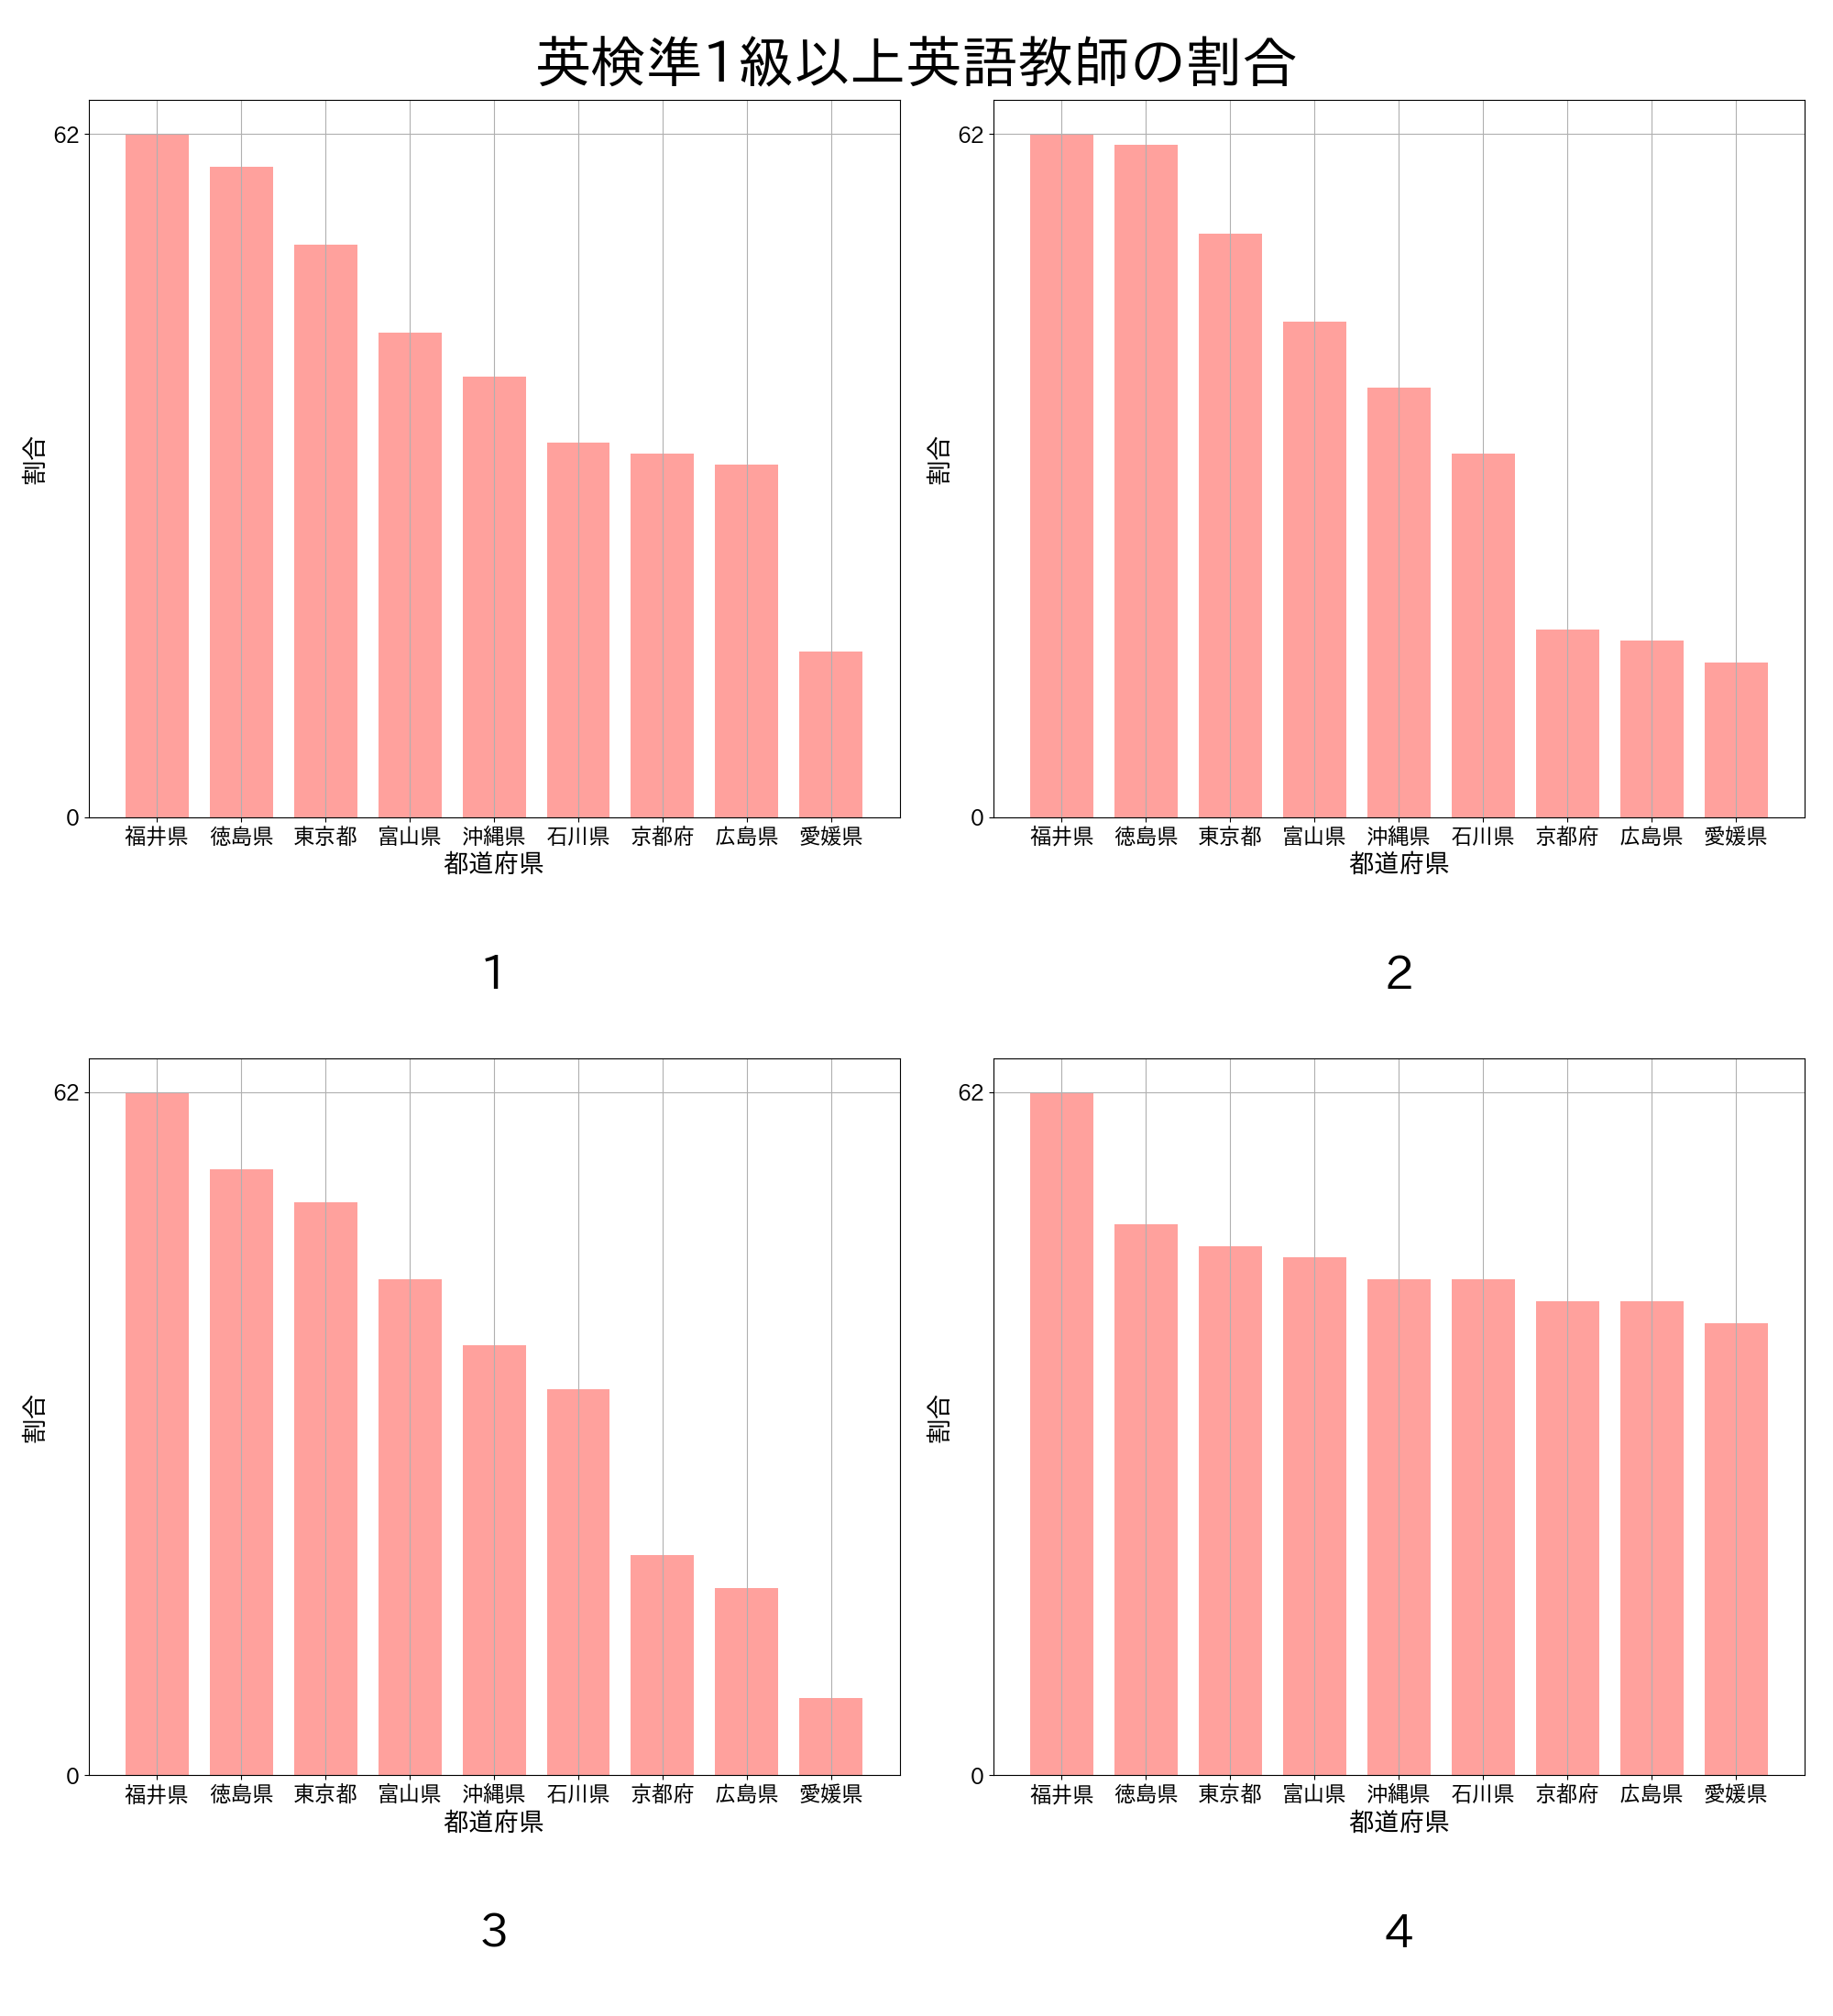 英検準1級以上英語教師の割合
62
0
割合
福井県 徳島県 東京都 富山県 沖縄県 石川県 京都府 広島県 愛媛県
都道府県
1
62
0
割合
福井県 徳島県 東京都 富山県 沖縄県 石川県 京都府 広島県 愛媛県
都道府県
2
62
0
割合
福井県 徳島県 東京都 富山県 沖縄県 石川県 京都府 広島県 愛媛県
都道府県
3
62
0
割合
福井県 徳島県 東京都 富山県 沖縄県 石川県 京都府 広島県 愛媛県
都道府県
4